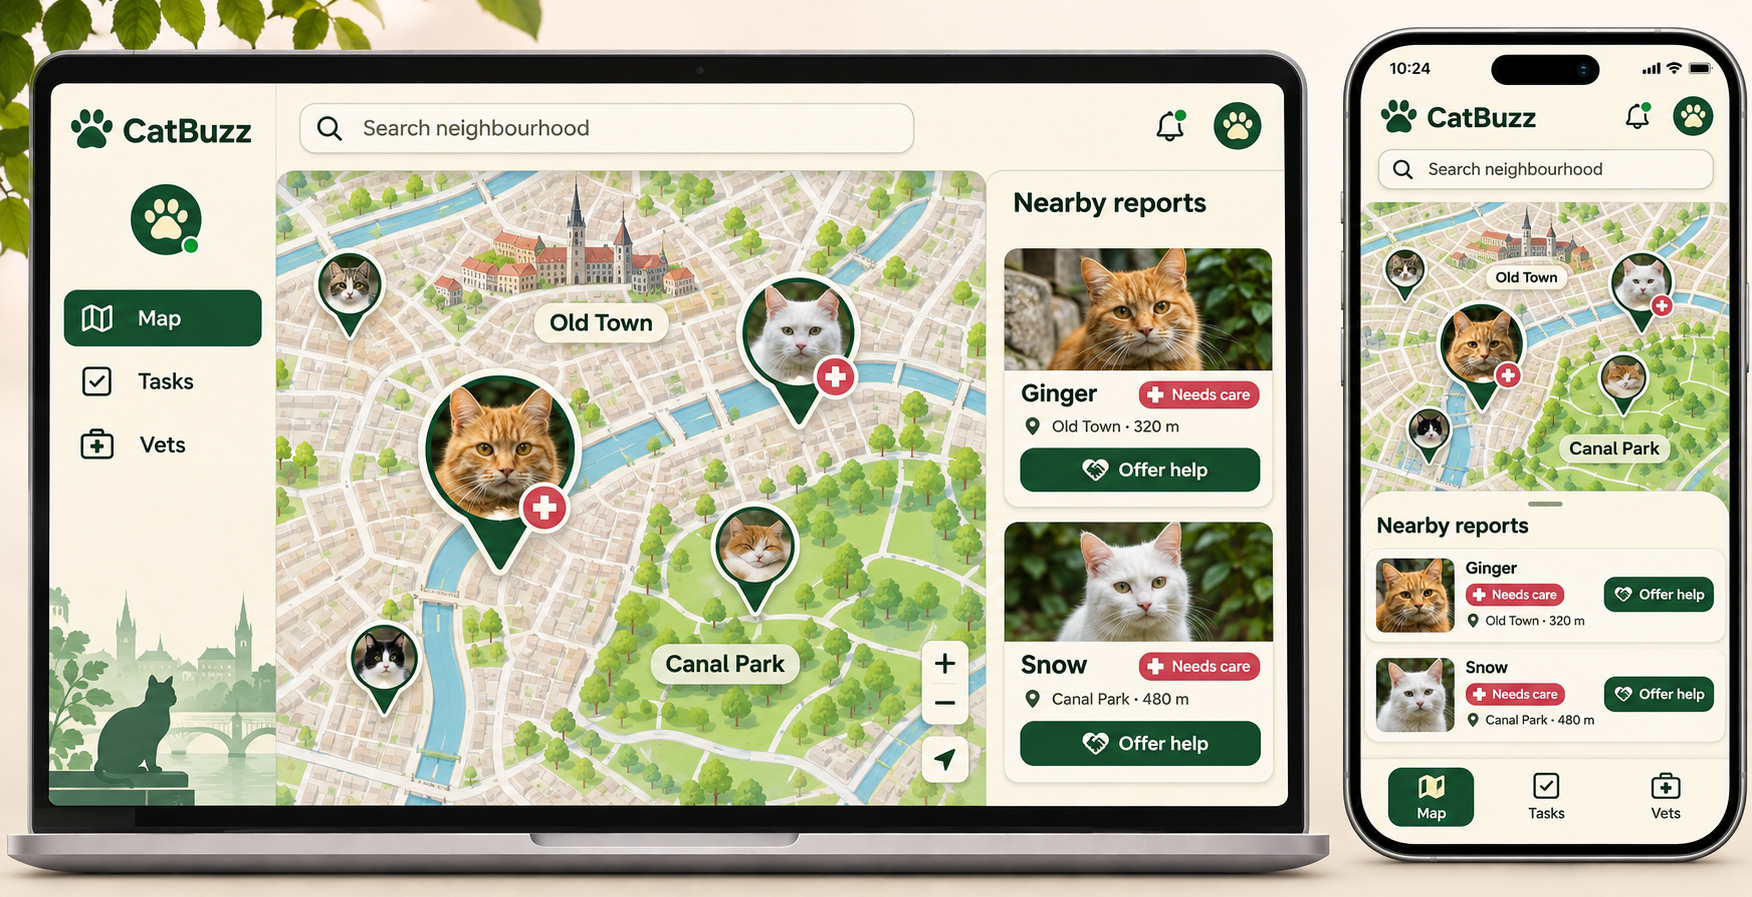 CatBuzz
Search neighbourhood
Map
Tasks
Vets
Old Town
Canal Park
Nearby reports
Ginger
Needs care
Old Town · 320 m
Offer help
Snow
Needs care
Canal Park · 480 m
Offer help
10:24
CatBuzz
Search neighbourhood
Old Town
Canal Park
Nearby reports
Ginger
Needs care
Old Town · 320 m
Offer help
Snow
Needs care
Canal Park · 480 m
Offer help
Map
Tasks
Vets